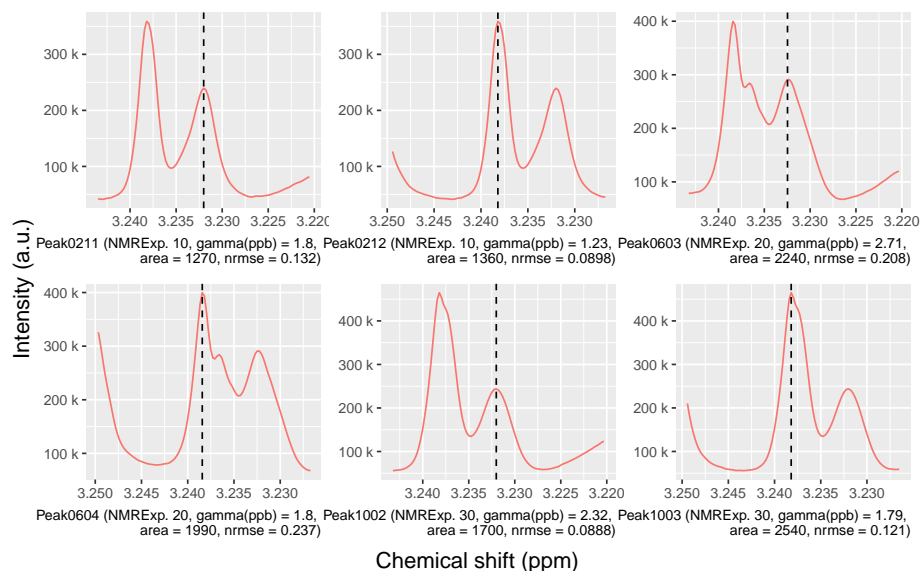 Intensity (a.u.)
300 k
200 k
100 k
3.240
3.235
3.230
3.225
3.220
Peak0211 (NMRExp. 10, gamma(ppb) = 1.8,
area = 1270, nrmse = 0.132)
300 k
200 k
100 k
3.250
3.245
3.240
3.235
3.230
Peak0212 (NMRExp. 10, gamma(ppb) = 1.23,
area = 1360, nrmse = 0.0898)
400 k
300 k
200 k
100 k
3.240
3.235
3.230
3.225
3.220
Peak0603 (NMRExp. 20, gamma(ppb) = 2.71,
area = 2240, nrmse = 0.208)
400 k
300 k
200 k
100 k
3.250
3.245
3.240
3.235
3.230
Peak0604 (NMRExp. 20, gamma(ppb) = 1.8,
area = 1990, nrmse = 0.237)
400 k
300 k
200 k
100 k
3.240
3.235
3.230
3.225
3.220
Peak1002 (NMRExp. 30, gamma(ppb) = 2.32,
area = 1700, nrmse = 0.0888)
400 k
300 k
200 k
100 k
3.250
3.245
3.240
3.235
3.230
Peak1003 (NMRExp. 30, gamma(ppb) = 1.79,
area = 2540, nrmse = 0.121)
Chemical shift (ppm)